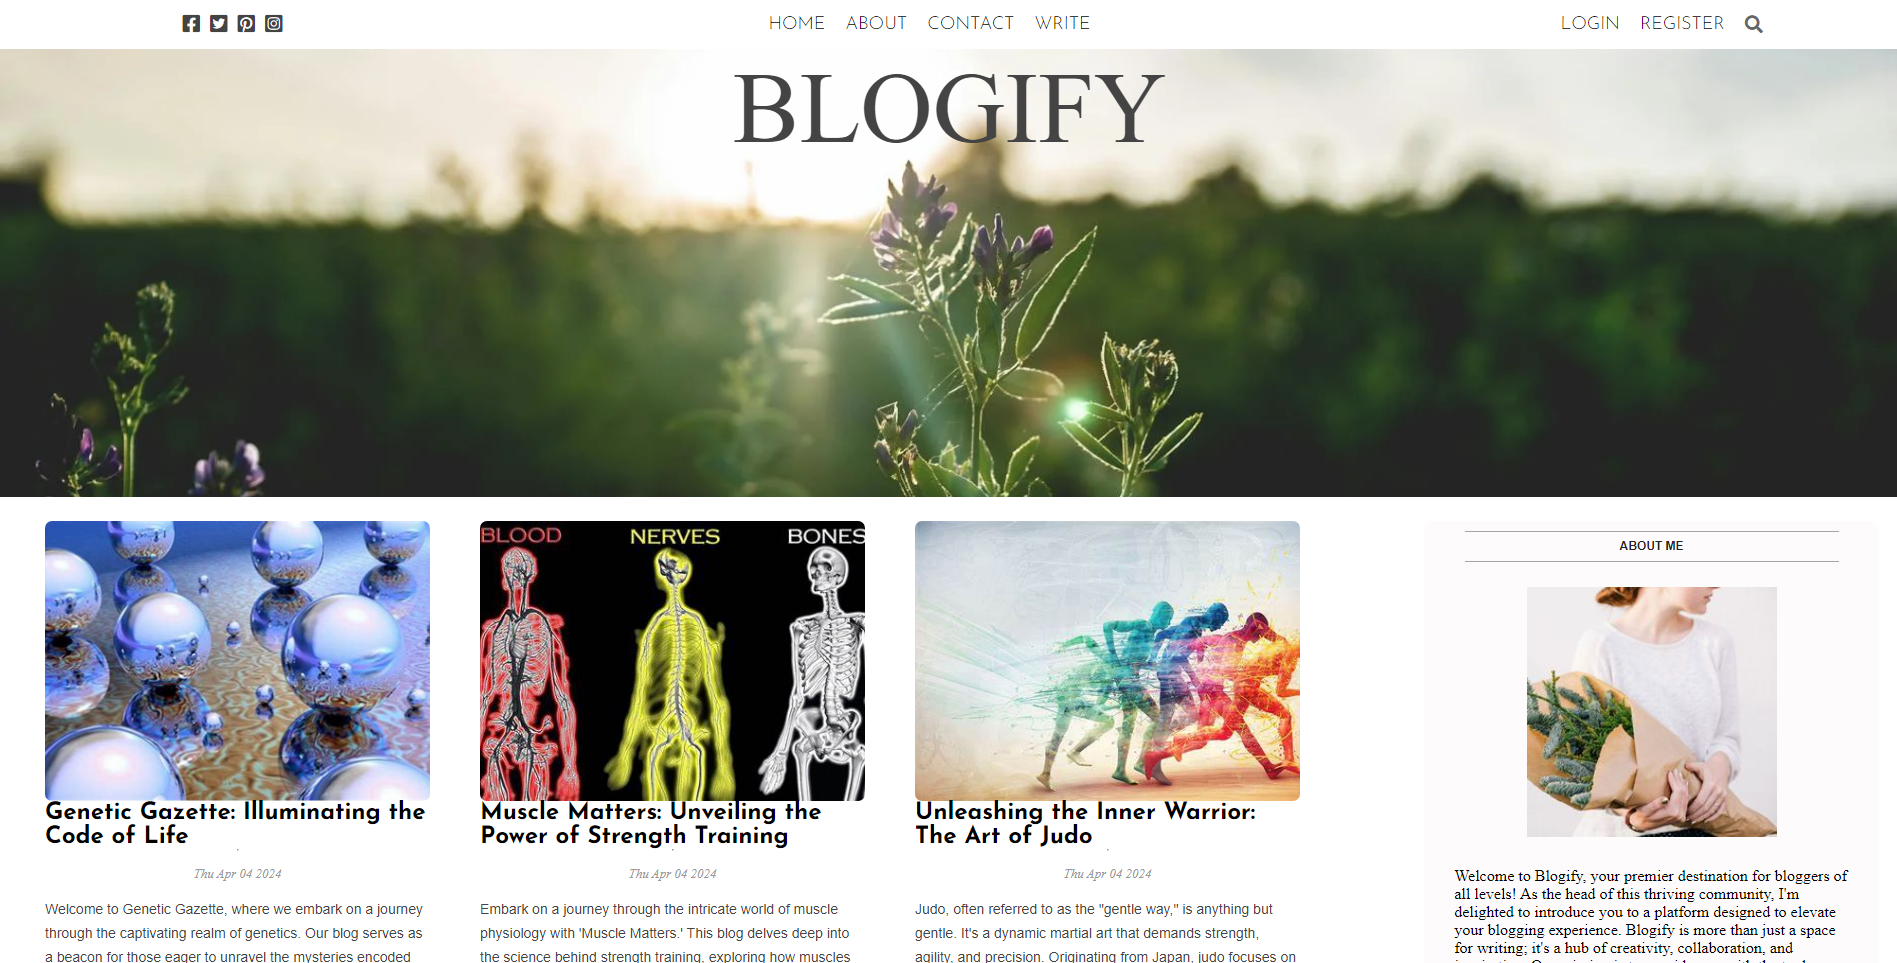 HOME ABOUT CONTACT WRITE
LOGIN REGISTER
BLOGIFY
BLOOD NERVES BONES
Genetic Gazette: Illuminating the
Code of Life
Thu Apr 04 2024
Welcome to Genetic Gazette, where we embark on a journey
through the captivating realm of genetics. Our blog serves as
a beacon for those eager to unravel the mysteries encoded
Muscle Matters: Unveiling the
Power of Strength Training
Thu Apr 04 2024
Embark on a journey through the intricate world of muscle
physiology with 'Muscle Matters.' This blog delves deep into
the science behind strength training, exploring how muscles
Unleashing the Inner Warrior:
The Art of Judo
Thu Apr 04 2024
Judo, often referred to as the "gentle way," is anything but
gentle. It's a dynamic martial art that demands strength,
agility, and precision. Originating from Japan, judo focuses on
ABOUT ME
Welcome to Blogify, your premier destination for bloggers of
all levels! As the head of this thriving community, I'm
delighted to introduce you to a platform designed to elevate
your blogging experience. Blogify is more than just a space
for writing; it's a hub of creativity, collaboration, and